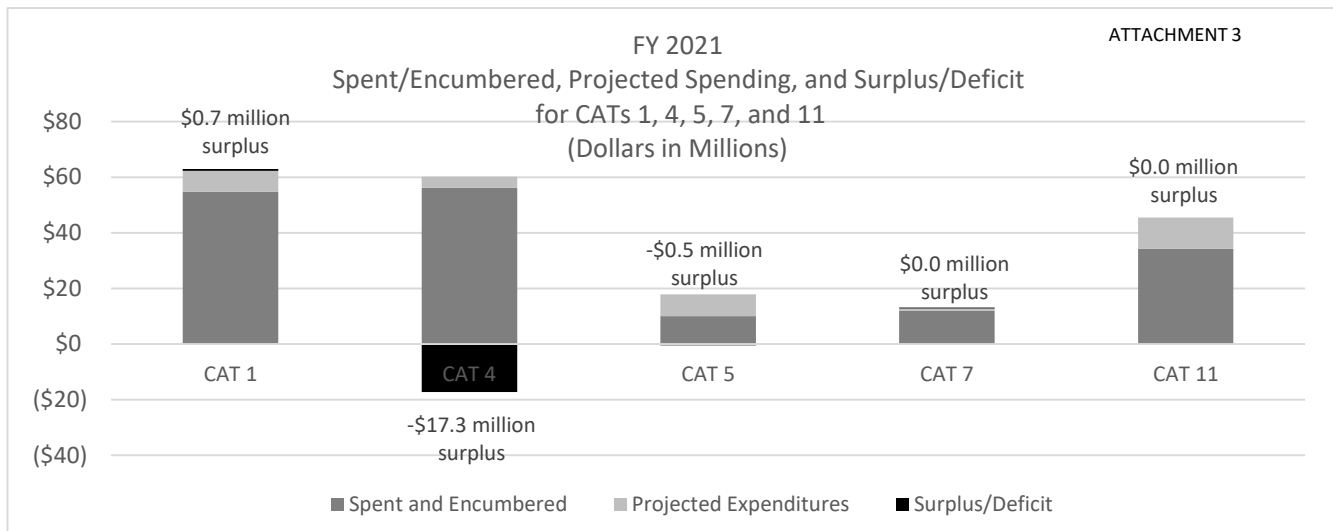 ATTACHMENT 3
FY 2021
Spent/Encumbered, Projected Spending, and Surplus/Deficit
for CATs 1, 4, 5, 7, and 11
(Dollars in Millions)
$80
$60
$40
$20
$0
($20)
($40)
$0.7 million
surplus
-$17.3 million
surplus
-$0.5 million
surplus
$0.0 million
surplus
$0.0 million
surplus
CAT 1
CAT 4
CAT 5
CAT 7
CAT 11
Spent and Encumbered
Projected Expenditures
Surplus/Deficit